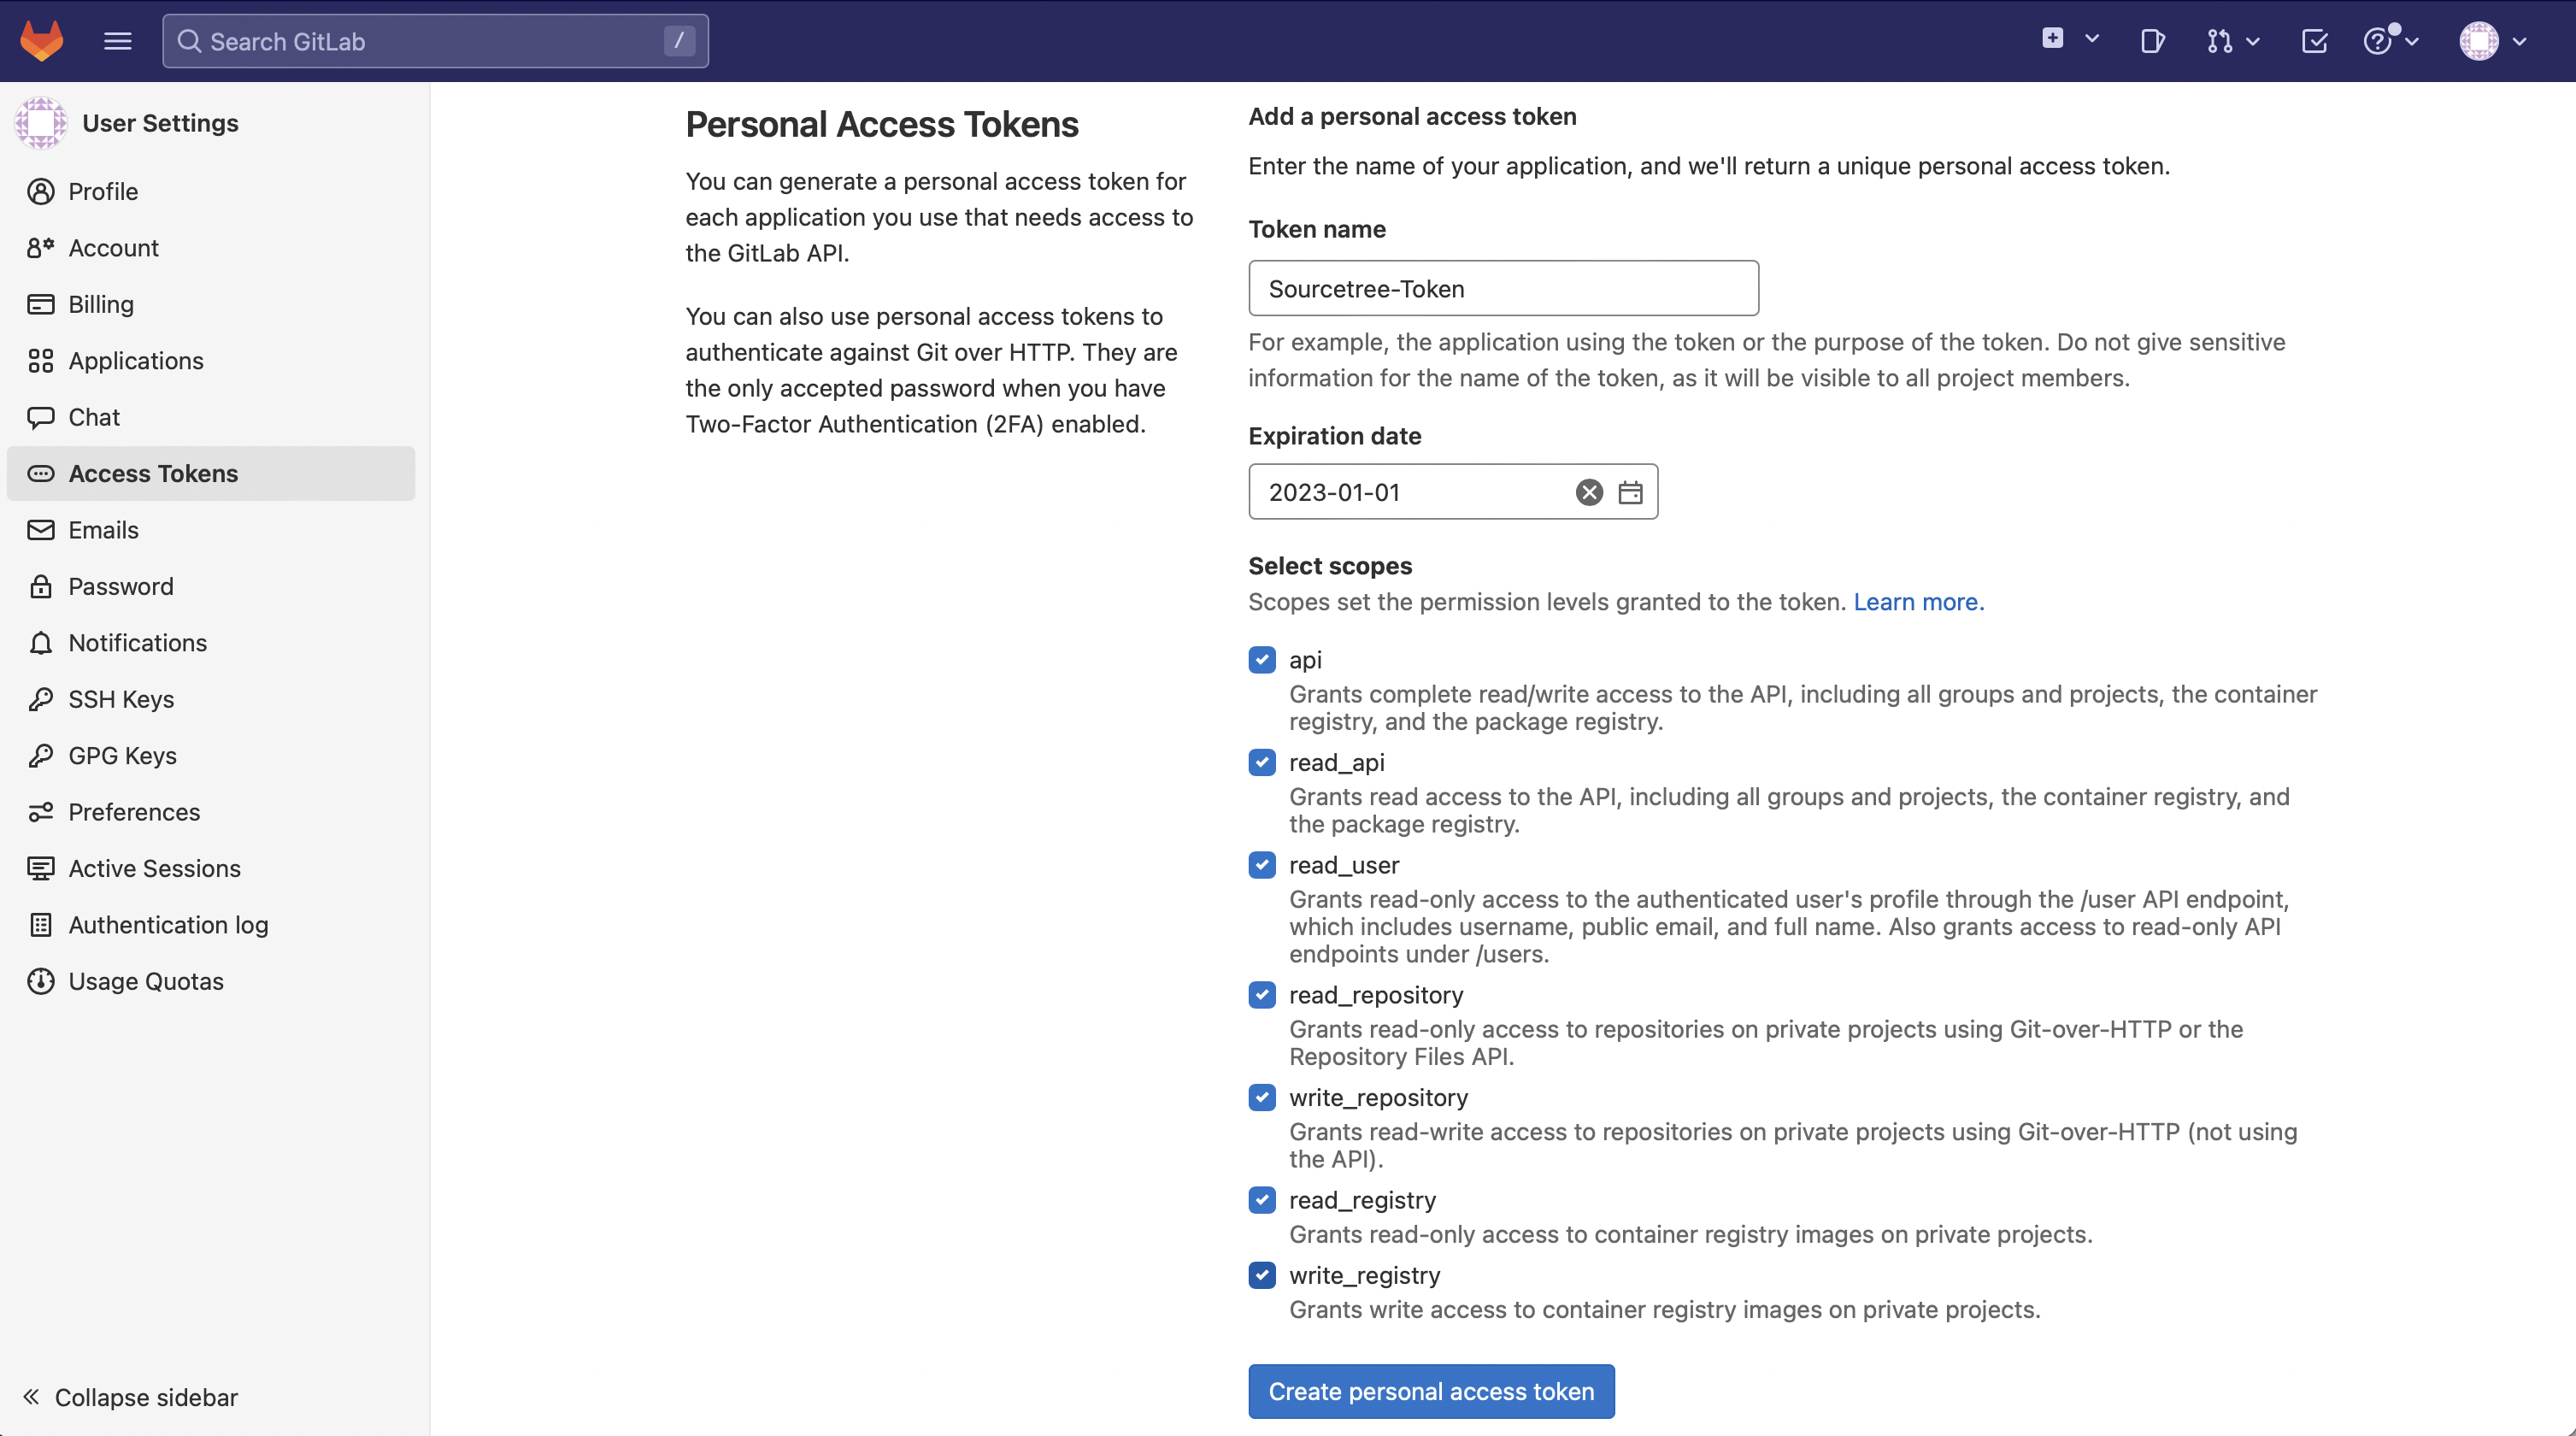 Search GitLab /
User Settings
Profile
Account
Billing
Applications
Chat
Access Tokens
Emails
Password
Notifications
SSH Keys
GPG Keys
Preferences
Active Sessions
Authentication log
Usage Quotas
Collapse sidebar
Personal Access Tokens
You can generate a personal access token for
each application you use that needs access to
the GitLab API.
You can also use personal access tokens to
authenticate against Git over HTTP. They are
the only accepted password when you have
Two-Factor Authentication (2FA) enabled.
Add a personal access token
Enter the name of your application, and we'll return a unique personal access token.
Token name
Sourcetree-Token
For example, the application using the token or the purpose of the token. Do not give sensitive
information for the name of the token, as it will be visible to all project members.
Expiration date
2023-01-01
Select scopes
Scopes set the permission levels granted to the token. Learn more.
api
Grants complete read/write access to the API, including all groups and projects, the container
registry, and the package registry.
read_api
Grants read access to the API, including all groups and projects, the container registry, and
the package registry.
read_user
Grants read-only access to the authenticated user's profile through the /user API endpoint,
which includes username, public email, and full name. Also grants access to read-only API
endpoints under /users.
read_repository
Grants read-only access to repositories on private projects using Git-over-HTTP or the
Repository Files API.
write_repository
Grants read-write access to repositories on private projects using Git-over-HTTP (not using
the API).
read_registry
Grants read-only access to container registry images on private projects.
write_registry
Grants write access to container registry images on private projects.
Create personal access token